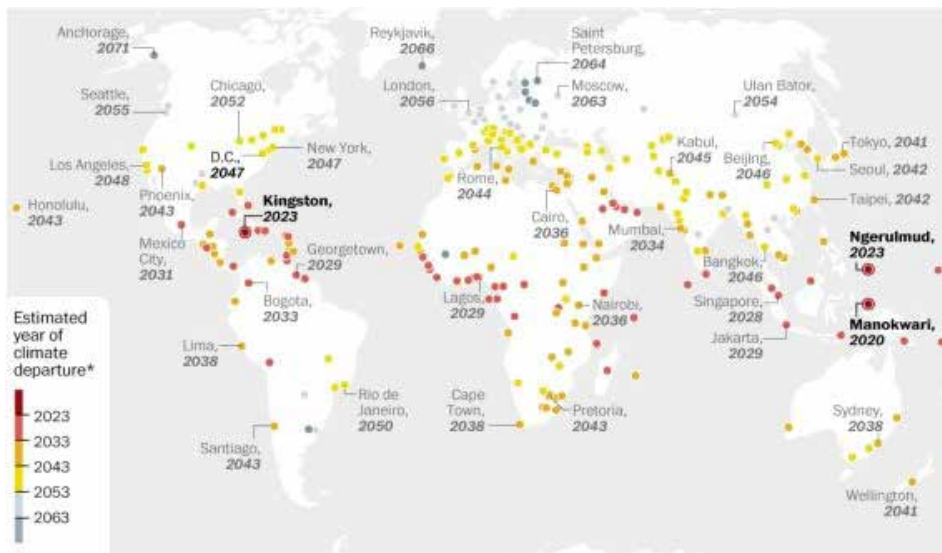 Anchorage,
2071
Reykjavik,
2066
Saint
Petersburg,
2064
Seattle,
2055
Chicago,
2052
London,
2056
Moscow,
2063
Ulan Bator,
2054
Los Angeles,
2048
D.C.,
2047
New York,
2047
Rome,
2044
Kabul,
2045
Beijing,
2046
Tokyo, 2041
Seoul, 2042
Honolulu,
2043
Phoenix,
2043
Kingston,
2023
Cairo,
2036
Mumbai,
2034
Taipei, 2042
Mexico
City,
2031
Georgetown,
2029
Bangkok,
2046
Ngerulmud,
2023
Bogota,
2033
Lagos,
2029
Nairobi,
2036
Singapore,
2028
Jakarta,
2029
Manokwari,
2020
Lima,
2038
Rio de
Janeiro,
2050
Cape
Town,
2038
Pretoria,
2043
Sydney,
2038
Santiago,
2043
Wellington,
2041
Estimated
year of
climate
departure*
2023
2033
2043
2053
2063